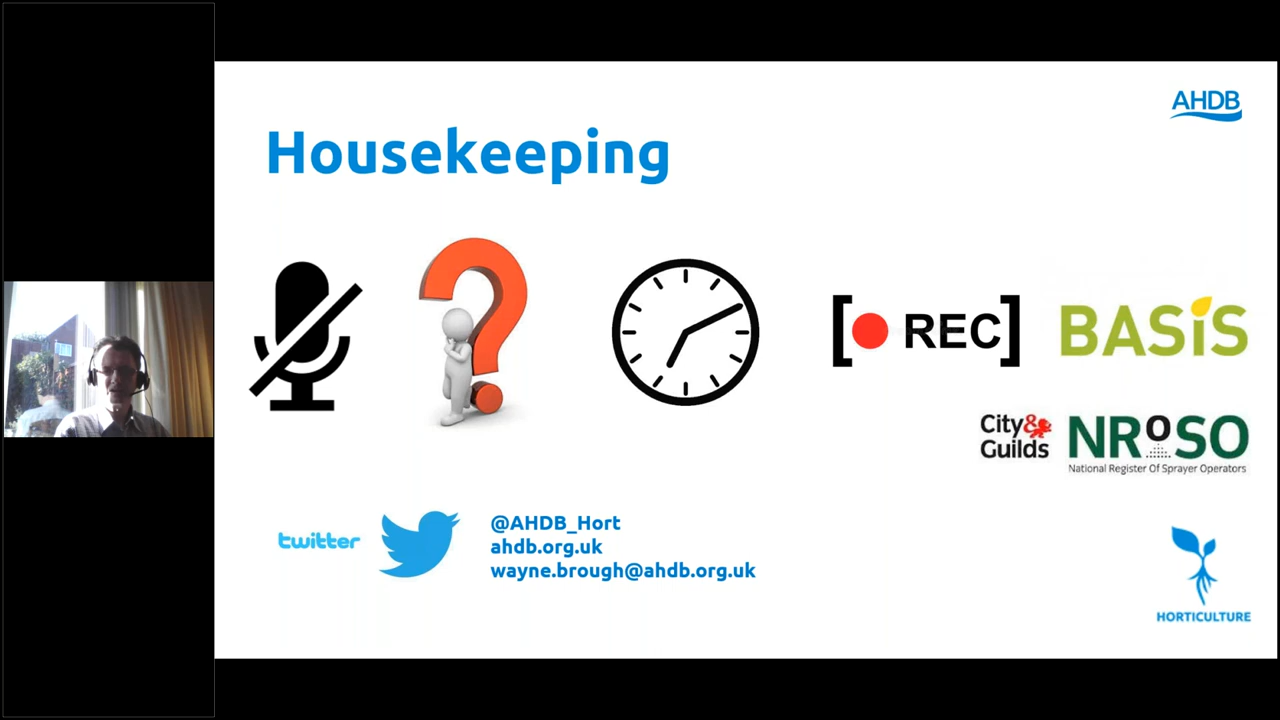 AHDB
Housekeeping
[ REC]
BASiS
City&
Guilds
NRoSO
National Register Of Sprayer Operators
twitter
@AHDB_Hort
ahdb.org.uk
wayne.brough@ahdb.org.uk
HORTICULTURE